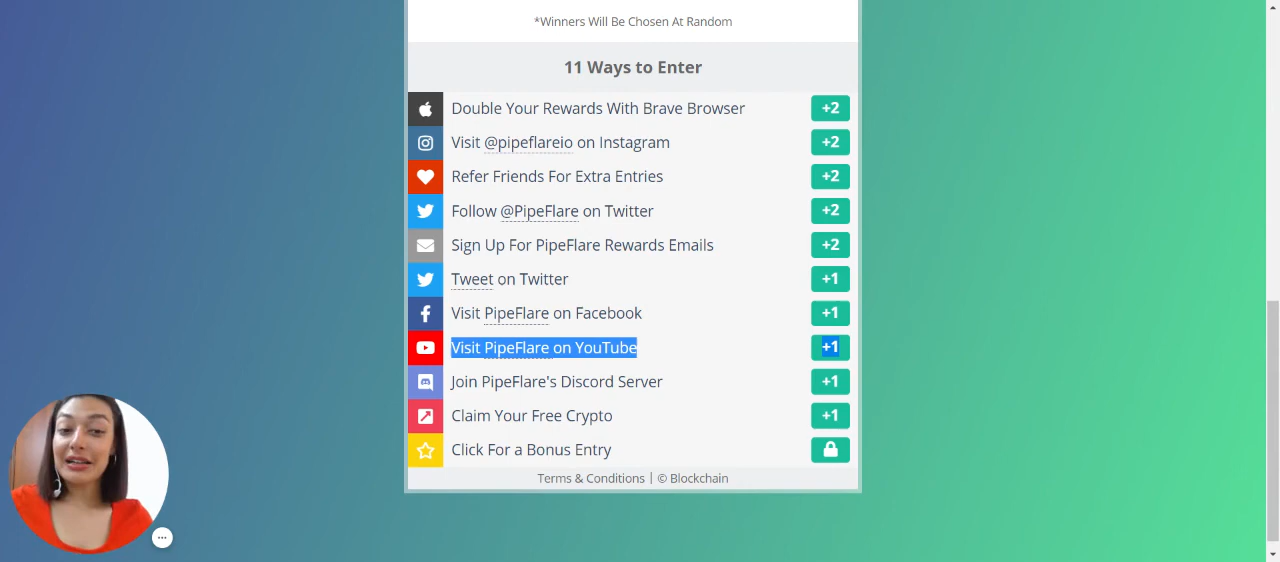 *Winners Will Be Chosen At Random
11 Ways to Enter
Double Your Rewards With Brave Browser +2
Visit @pipeflareio on Instagram +2
Refer Friends For Extra Entries +2
Follow @PipeFlare on Twitter +2
Sign Up For PipeFlare Rewards Emails +2
Tweet on Twitter +1
Visit PipeFlare on Facebook +1
Visit PipeFlare on YouTube +1
Join PipeFlare's Discord Server +1
Claim Your Free Crypto +1
Click For a Bonus Entry
Terms & Conditions | © Blockchain